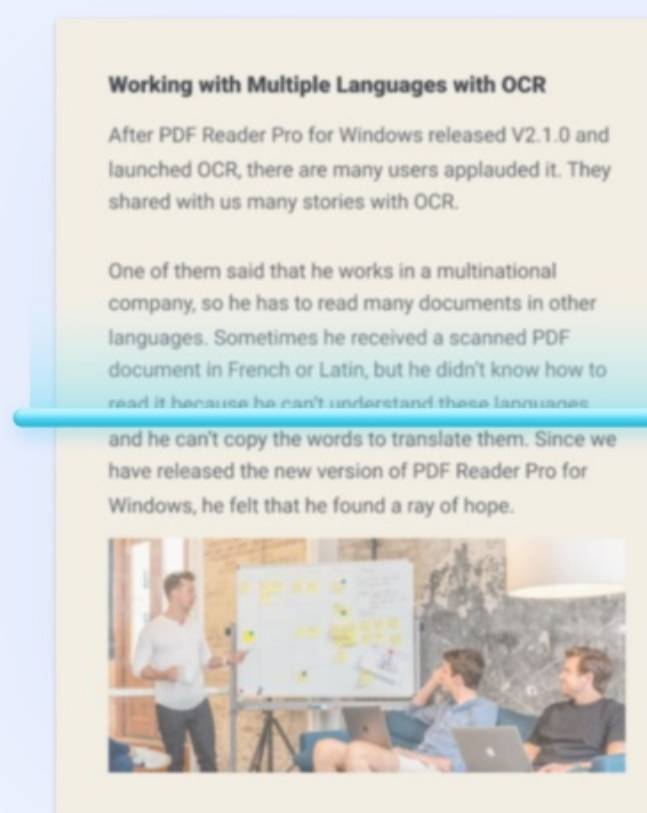 Working with Multiple Languages with OCR
After PDF Reader Pro for Windows released V2.1.0 and
launched OCR, there are many users applauded it. They
shared with us many stories with OCR.
One of them said that he works in a multinational
company, so he has to read many documents in other
languages. Sometimes he received a scanned PDF
document in French or Latin, but he didn't know how to
read it because he can't understand these languages
and he can't copy the words to translate them. Since we
have released the new version of PDF Reader Pro for
Windows, he felt that he found a ray of hope.